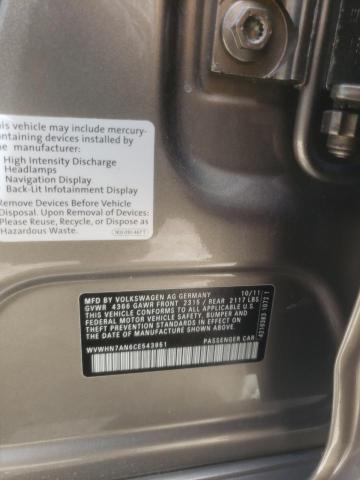 his vehicle may include mercury-
ontaining devices installed by
he manufacturer:
High Intensity Discharge
Headlamps
Navigation Display
Back-Lit Infotainment Display
Remove Devices Before Vehicle
Disposal. Upon Removal of Devices
Please Reuse, Recycle, or Dispose as
Hazardous Waste.
MFD BY VOLKSWAGEN AG GERMANY 10/11
GVWR 4366 GAWR FRONT 2315 / REAR 2117 LBS
THIS VEHICLE CONFORMS TO ALL APPLICABLE U.S.
FEDERAL MOTOR VEHICLE SAFETY, BUMPER AND
THEFT PREVENTION STANDARDS IN EFFECT ON
THE DATE OF MANUFACTURE SHOWN ABOVE
WVWHN7AN6CE543951 PASSENGER CAR